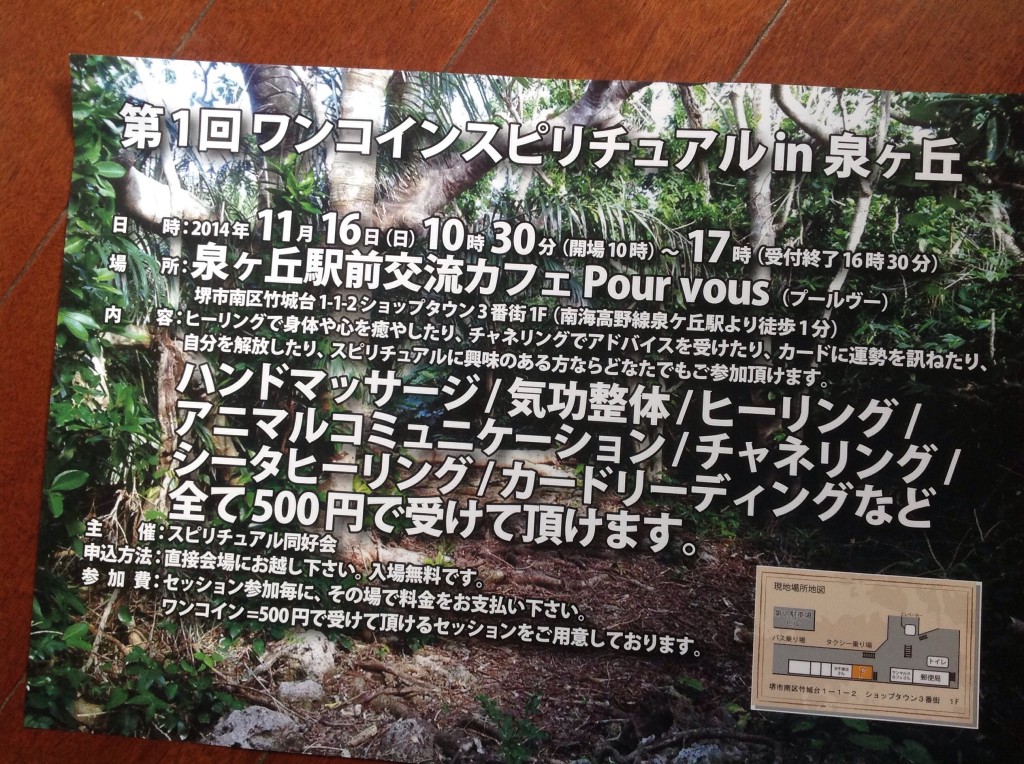 第1回 ワンコインスピリチュアル in 泉ヶ丘
日　時：2014年 11月 16日（日）10時 30分（開場 10時）～ 17時（受付終了 16時 30分）
場　所：泉ヶ丘駅前交流カフェ Pour vous（プールヴー）
堺市南区竹城台 1-1-2 ショップタウン 3 番街 1F（南海高野線泉ケ丘駅より徒歩 1 分）
内　容：ヒーリングで身体や心を癒やしたり、チャネリングでアドバイスを受けたり、カードに運勢を訊ねたり、
自分を解放したり、スピリチュアルに興味のある方ならどなたでもご参加頂けます。
ハンドマッサージ / 気功整体 / ヒーリング /
アニマルコミュニケーション / チャネリング /
シータヒーリング / カードリーディングなど
全て 500 円で受けて頂けます。
主　催：スピリチュアル同好会
申込方法：直接会場にお越し下さい。入場無料です。
参 加 費：セッション参加毎に、その場で料金をお支払い下さい。
ワンコイン＝500 円で受けて頂けるセッションをご用意しております。
現地場所地図
バス乗り場
タクシー乗り場
トイレ
郵便局
堺市南区竹城台１－１－２　ショップタウン３番街　１Ｆ